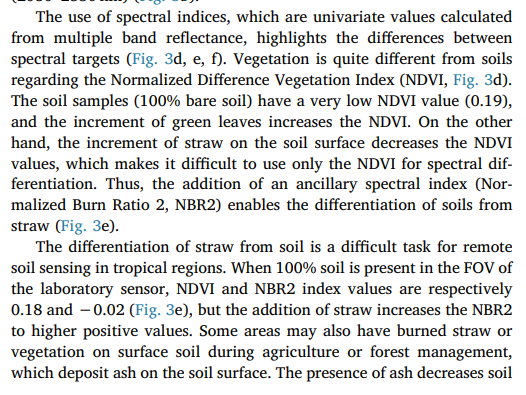 The use of spectral indices, which are univariate values calculated
from multiple band reflectance, highlights the differences between
spectral targets (Fig. 3d, e, f). Vegetation is quite different from soils
regarding the Normalized Difference Vegetation Index (NDVI, Fig. 3d).
The soil samples (100% bare soil) have a very low NDVI value (0.19),
and the increment of green leaves increases the NDVI. On the other
hand, the increment of straw on the soil surface decreases the NDVI
values, which makes it difficult to use only the NDVI for spectral dif-
ferentiation. Thus, the addition of an ancillary spectral index (Nor-
malized Burn Ratio 2, NBR2) enables the differentiation of soils from
straw (Fig. 3e).
The differentiation of straw from soil is a difficult task for remote
soil sensing in tropical regions. When 100% soil is present in the FOV of
the laboratory sensor, NDVI and NBR2 index values are respectively
0.18 and −0.02 (Fig. 3e), but the addition of straw increases the NBR2
to higher positive values. Some areas may also have burned straw or
vegetation on surface soil during agriculture or forest management,
which deposit ash on the soil surface. The presence of ash decreases soil